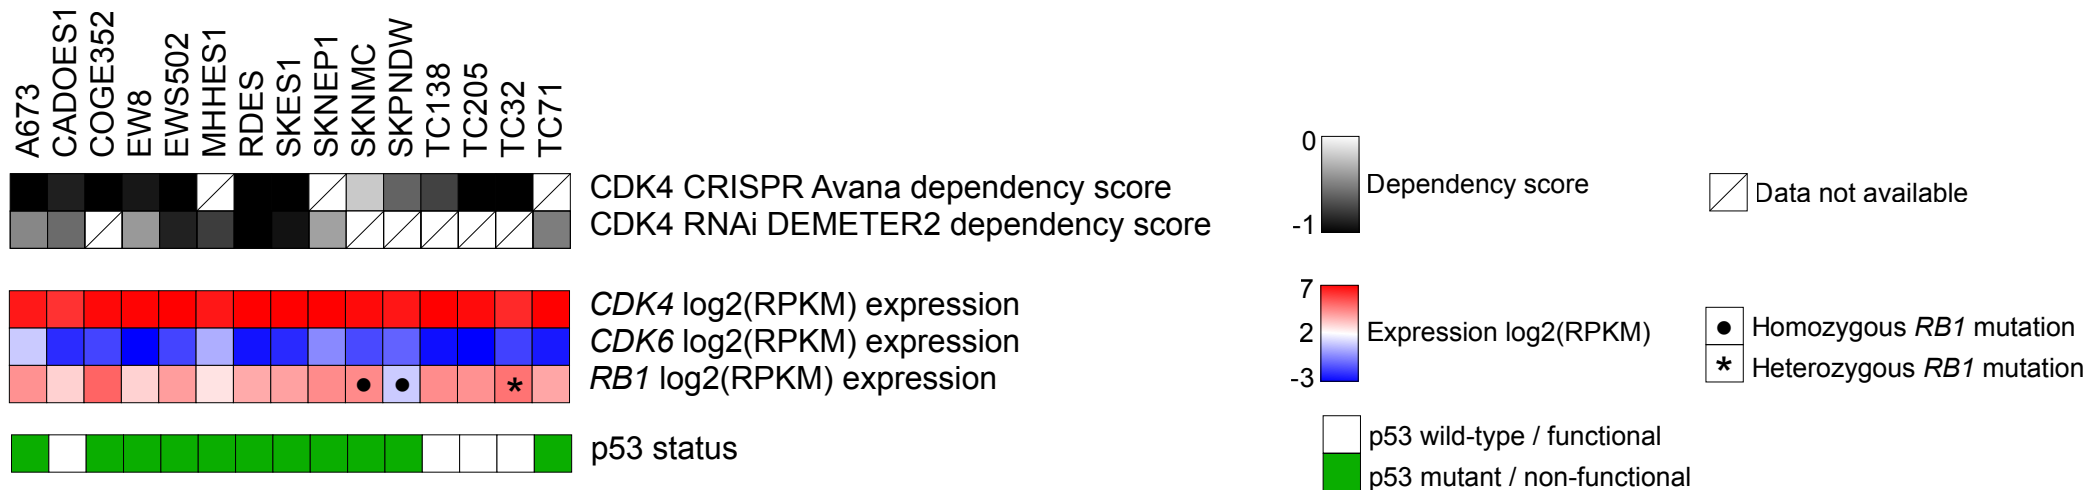 A673
CADOES1
COGE352
EW8
EWS502
MHHES1
RDES
SKES1
SKNEP1
SKNMC
SKPNDW
TC138
TC205
TC32
TC71
CDK4 CRISPR Avana dependency score
CDK4 RNAi DEMETER2 dependency score
CDK4 log2(RPKM) expression
CDK6 log2(RPKM) expression
RB1 log2(RPKM) expression
*
p53 status
0
-1
Dependency score
7
2
-3
Expression log2(RPKM)
p53 wild-type / functional
p53 mutant / non-functional
Data not available
Homozygous RB1 mutation
* Heterozygous RB1 mutation